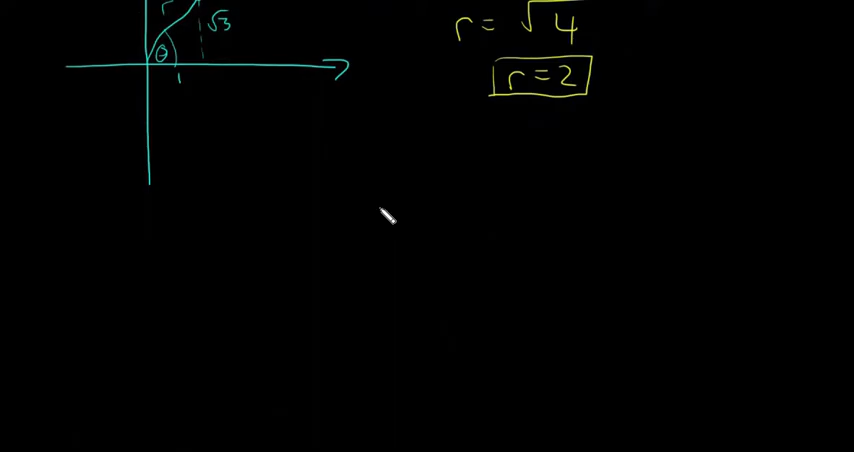 r
√3
θ
1
r = √4
r = 2